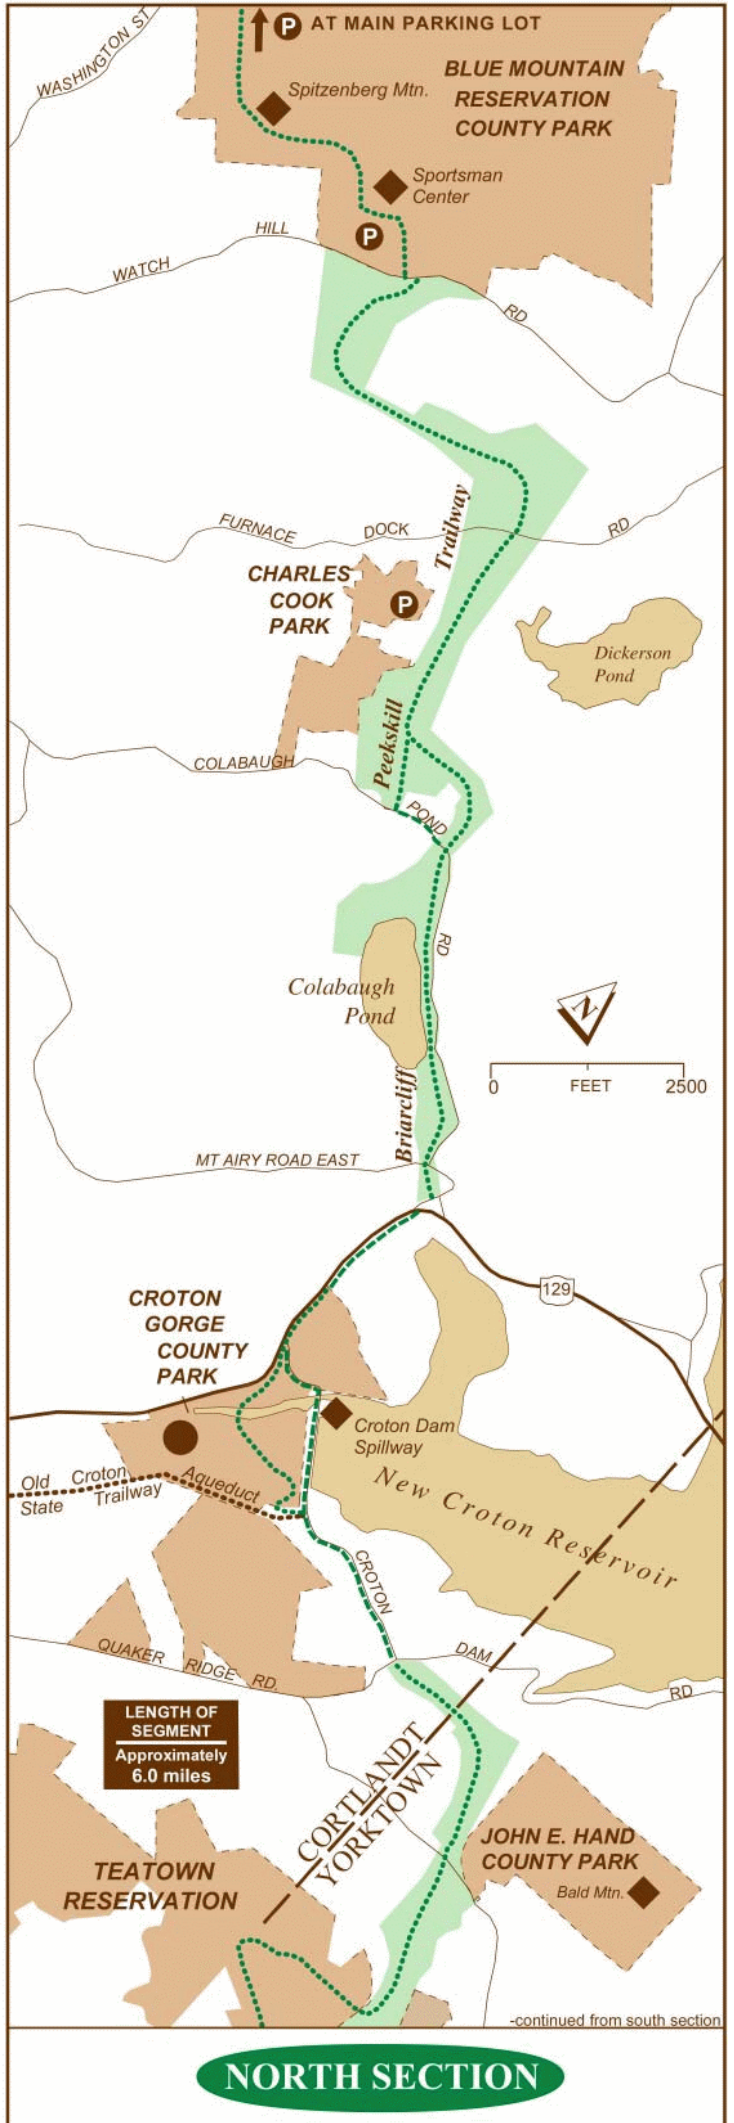 WASHINGTON ST
P AT MAIN PARKING LOT
BLUE MOUNTAIN
RESERVATION
COUNTY PARK
Spitzenberg Mtn.
Sportsman
Center
P
WATCH HILL RD
FURNACE DOCK RD
Trailway
CHARLES
COOK
PARK
P
Dickerson
Pond
Peekskill
COLABAUGH POND RD
Colabaugh
Pond
N
0 FEET 2500
Briarcliff
MT AIRY ROAD EAST
129
CROTON
GORGE
COUNTY
PARK
Croton Dam
Spillway
Old Croton Aqueduct
State Trailway
New Croton Reservoir
CROTON DAM RD
QUAKER RIDGE RD.
LENGTH OF
SEGMENT
Approximately
6.0 miles
CORTLANDT
YORKTOWN
JOHN E. HAND
COUNTY PARK
Bald Mtn.
TEATOWN
RESERVATION
-continued from south section
NORTH SECTION